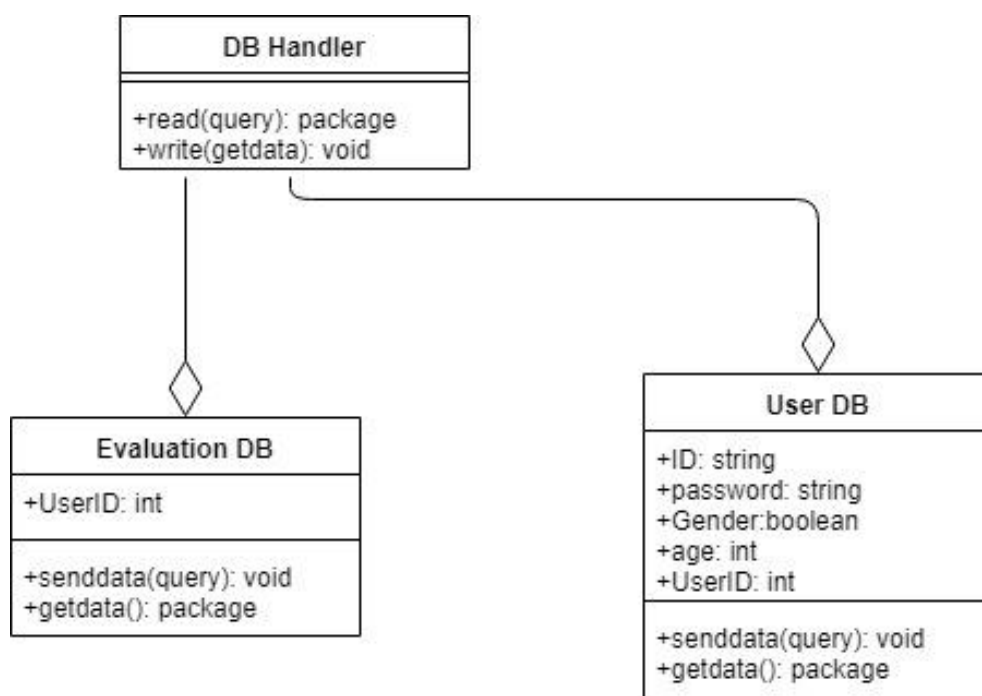 DB Handler
+read(query): package
+write(getdata): void
Evaluation DB
+UserID: int
+senddata(query): void
+getdata(): package
User DB
+ID: string
+password: string
+Gender:boolean
+age: int
+UserID: int
+senddata(query): void
+getdata(): package